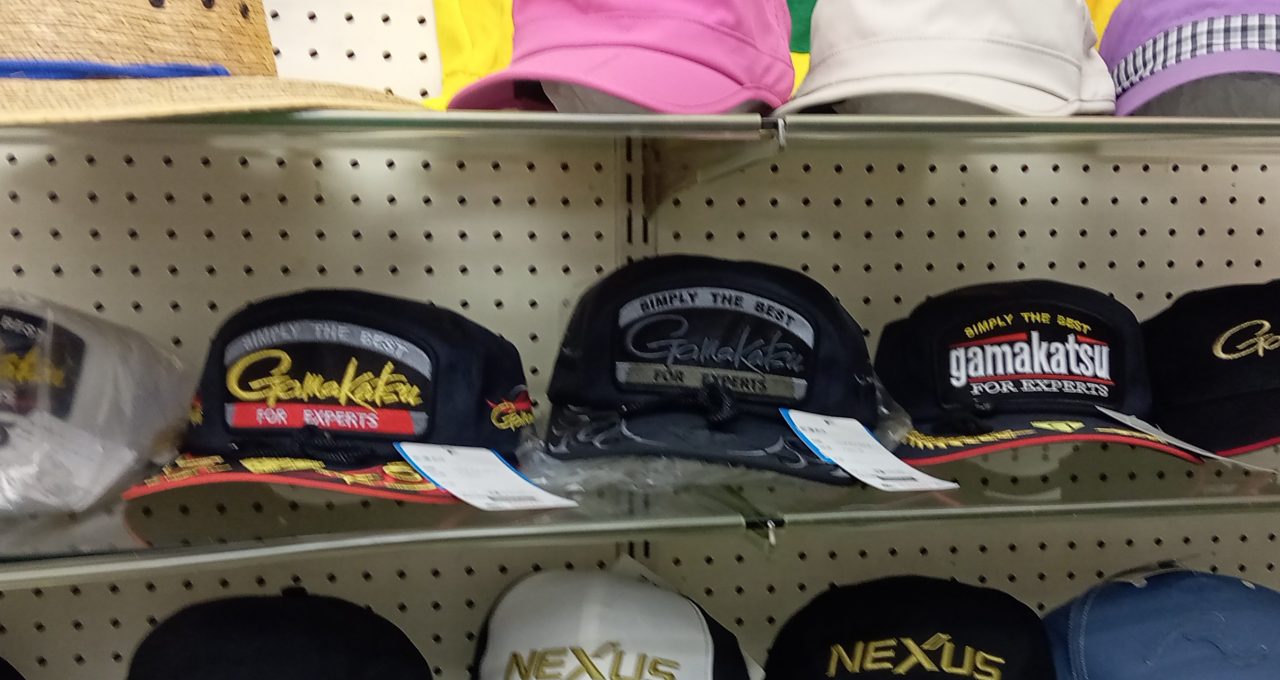 SIMPLY THE BEST
Gamakatsu
FOR EXPERTS
SIMPLY THE BEST
Gamakatsu
FOR EXPERTS
SIMPLY THE BEST
gamakatsu
FOR EXPERTS
NEXUS
NEXUS